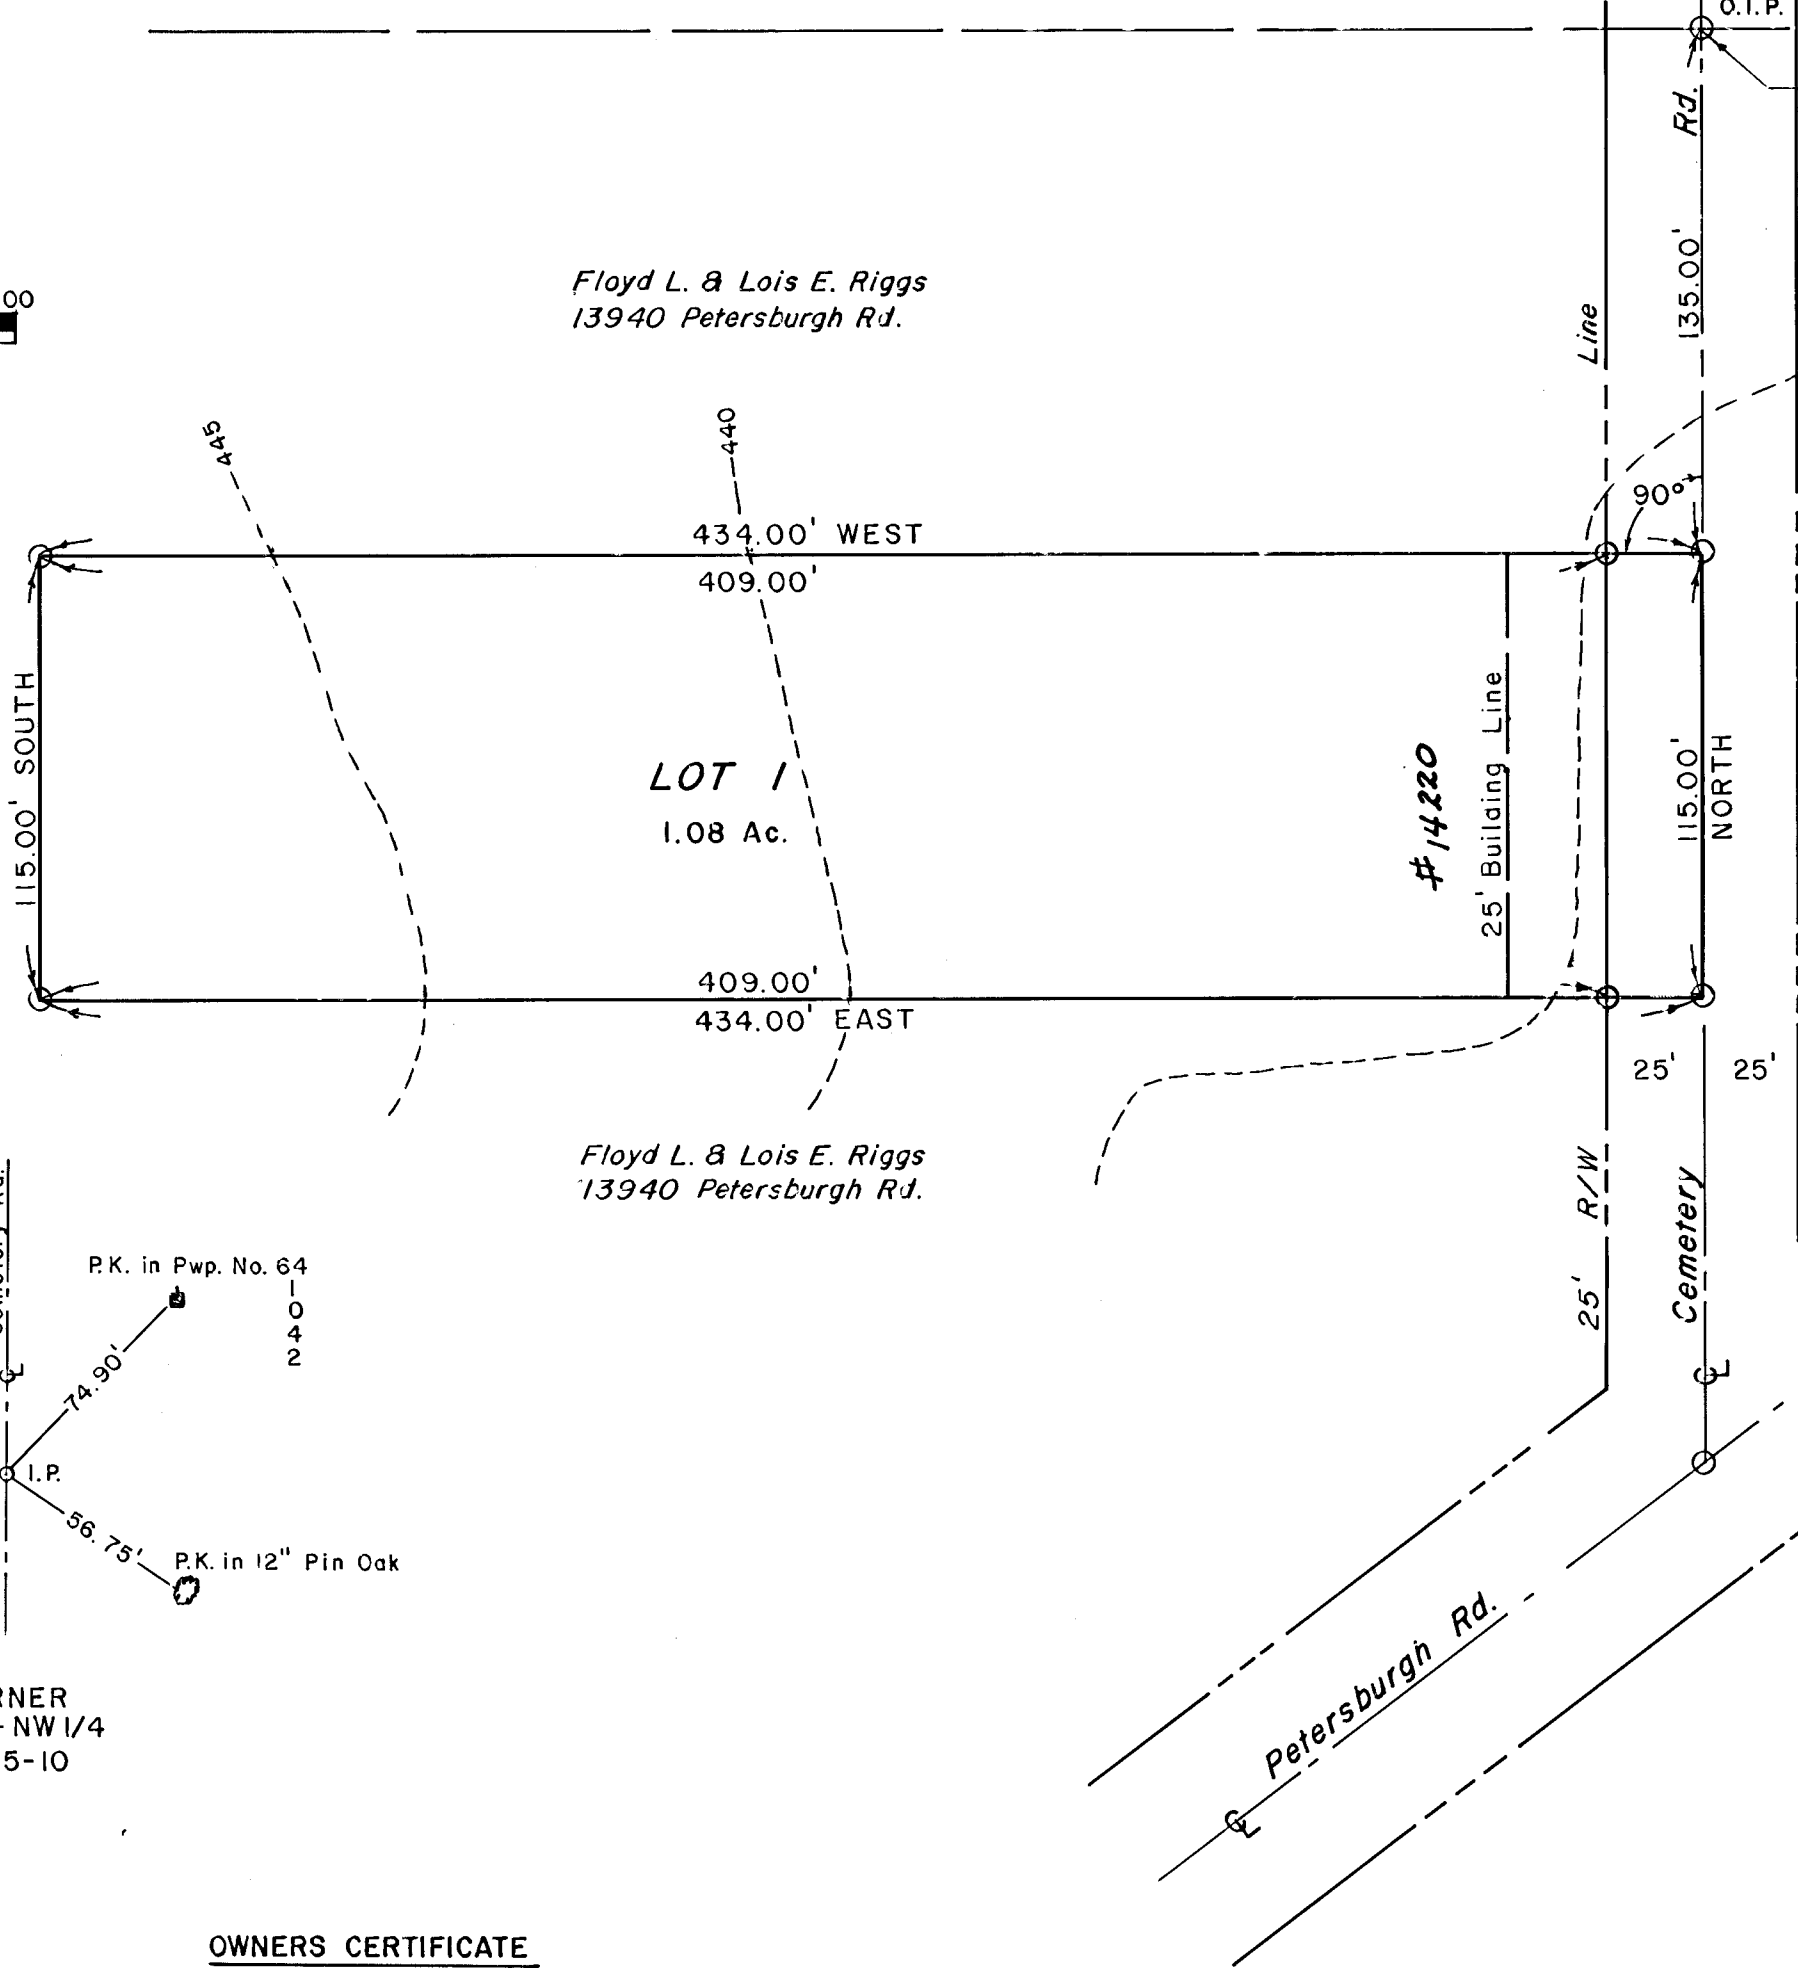 O.I.P.
Rd.
135.00'
00
Floyd L. & Lois E. Riggs
13940 Petersburgh Rd.
Line
445
440
90°
434.00' WEST
409.00'
115.00' SOUTH
LOT 1
1.08 Ac.
#14220
25' Building Line
115.00'
NORTH
409.00'
434.00' EAST
25' 25'
Floyd L. & Lois E. Riggs
13940 Petersburgh Rd.
25' R/W
Cemetery
P.K. in Pwp. No. 64
1
0
4
2
74.90'
I.P.
56.75'
P.K. in 12" Pin Oak
RNER
- NW 1/4
5-10
Petersburgh Rd.
OWNERS CERTIFICATE